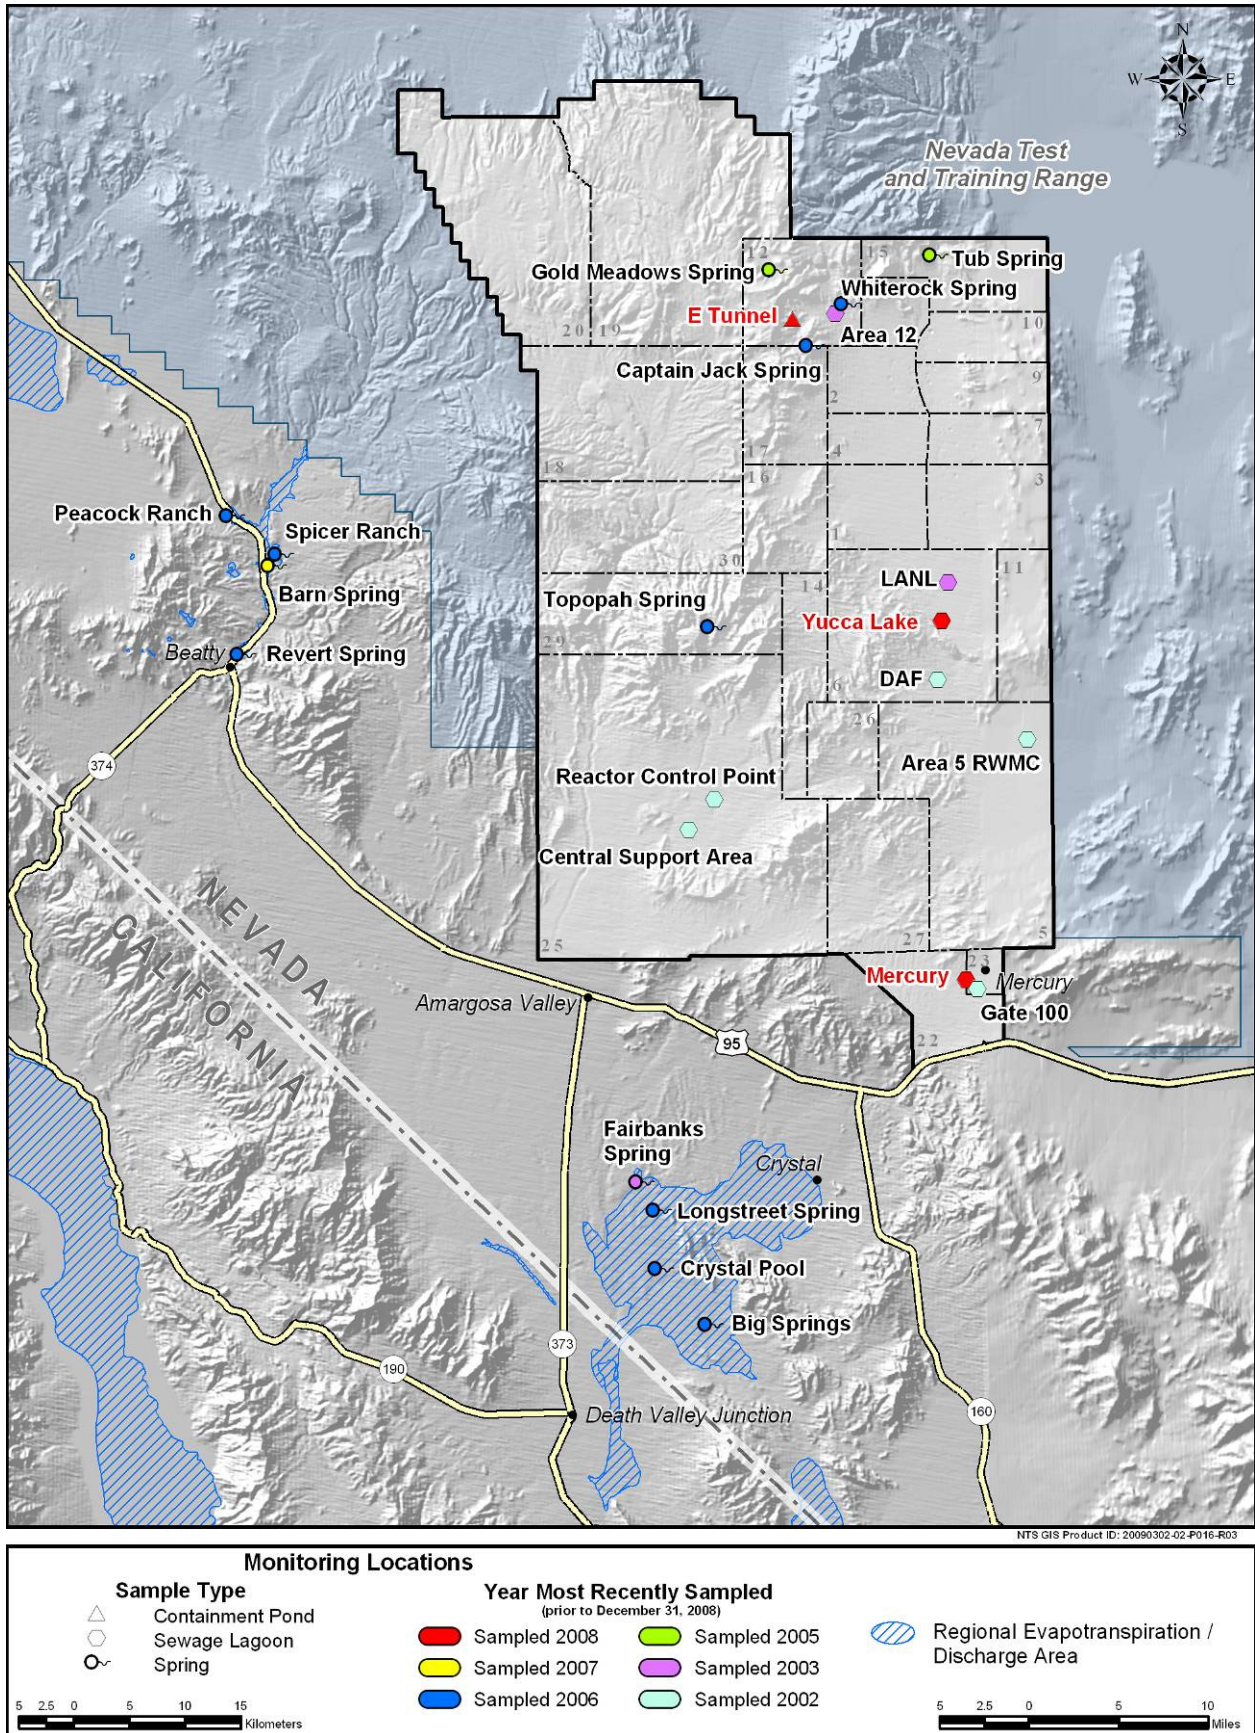 N
W E
S
Nevada Test
and Training Range
12
15
Gold Meadows Spring
Tub Spring
Whiterock Spring
E Tunnel
Area 12
20 19
10
Captain Jack Spring
9
2
7
18
17
16
4
3
Peacock Ranch
Spicer Ranch
Barn Spring
1
30
14
11
LANL
Topopah Spring
Yucca Lake
29
Beatty
Revert Spring
DAF
6
26
374
Area 5 RWMC
Reactor Control Point
Central Support Area
NEVADA
CALIFORNIA
25
27
5
23
Mercury
Mercury
Gate 100
Amargosa Valley
95
22
Fairbanks
Spring
Crystal
Longstreet Spring
Crystal Pool
Big Springs
373
190
Death Valley Junction
160
NTS GIS Product ID: 20090302-02-P016-R03
Monitoring Locations
Sample Type
Containment Pond
Sewage Lagoon
Spring
Year Most Recently Sampled
(prior to December 31, 2008)
Sampled 2008
Sampled 2007
Sampled 2006
Sampled 2005
Sampled 2003
Sampled 2002
Regional Evapotranspiration /
Discharge Area
5 2.5 0 5 10 15
Kilometers
5 2.5 0 5 10
Miles